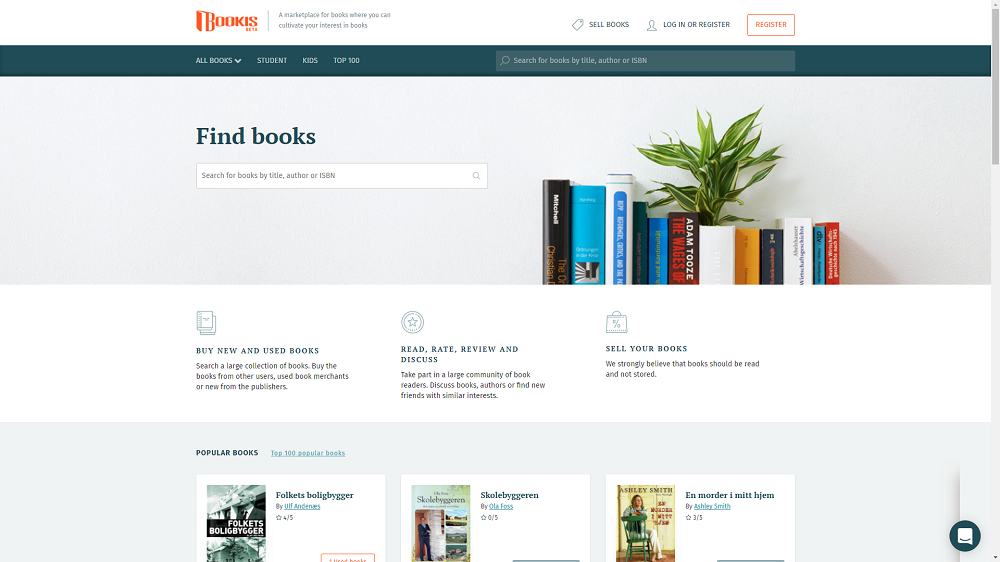 BOOKIS
BETA
A marketplace for books where you can
cultivate your interest in books
SELL BOOKS
LOG IN OR REGISTER
REGISTER
ALL BOOKS
STUDENT
KIDS
TOP 100
Search for books by title, author or ISBN
Find books
Search for books by title, author or ISBN
Mitchell
ADAM TOOZE
THE WAGES OF
dtv
BUY NEW AND USED BOOKS
Search a large collection of books. Buy the
books from other users, used book merchants
or new from the publishers.
READ, RATE, REVIEW AND
DISCUSS
Take part in a large community of book
readers. Discuss books, authors or find new
friends with similar interests.
SELL YOUR BOOKS
We strongly believe that books should be read
and not stored.
POPULAR BOOKS
Top 100 popular books
FOLKETS
BOLIGBYGGER
Folkets boligbygger
By Ulf Andenæs
4/5
1 Used books
Ola Foss
Skolebyggeren
Skolebyggeren
By Ola Foss
0/5
ASHLEY SMITH
EN
MORDER
I MITT
HJEM
En morder i mitt hjem
By Ashley Smith
3/5